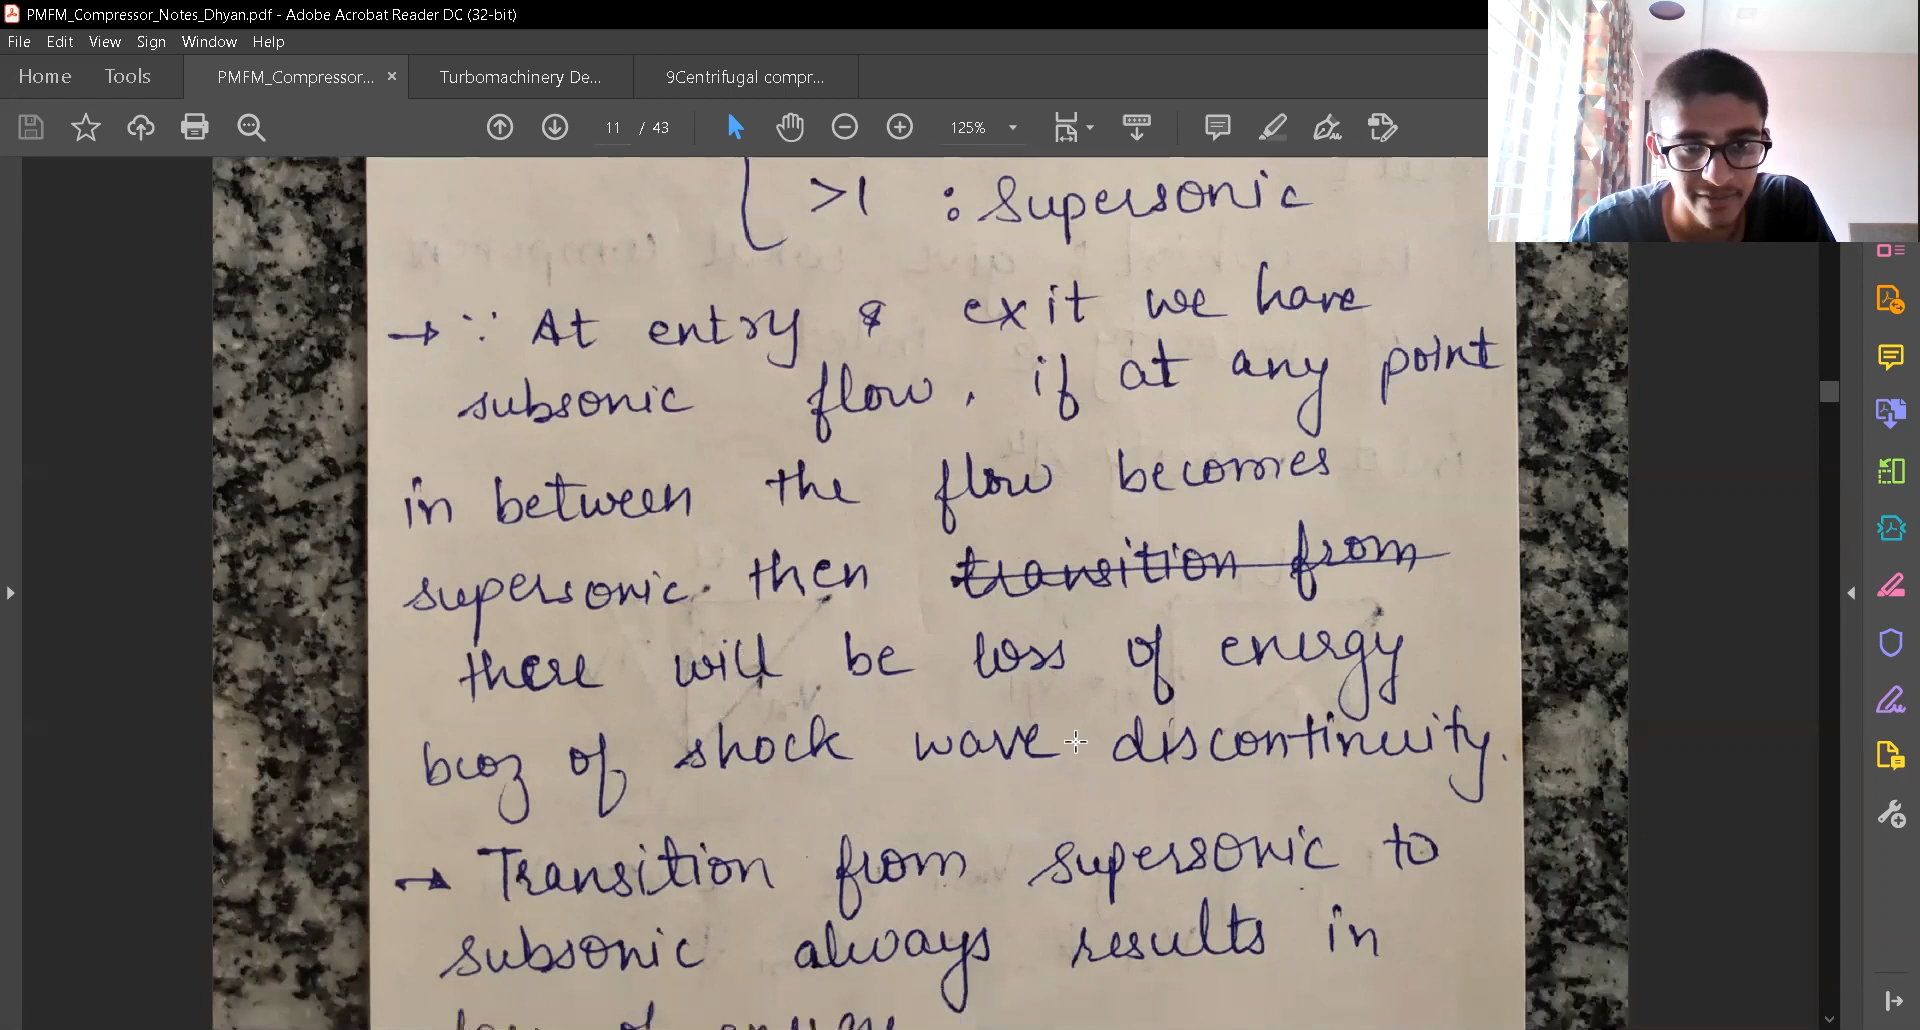 PMFM_Compressor_Notes_Dhyan.pdf - Adobe Acrobat Reader DC (32-bit)
File Edit View Sign Window Help
Home Tools PMFM_Compressor... × Turbomachinery De... 9Centrifugal compr...
11 / 43 125%
>1 : Supersonic
→ ∵ At entry & exit we have
subsonic flow, if at any point
in between the flow becomes
supersonic then transition from
there will be loss of energy
bcoz of shock wave discontinuity.
→ Transition from supersonic to
subsonic always results in